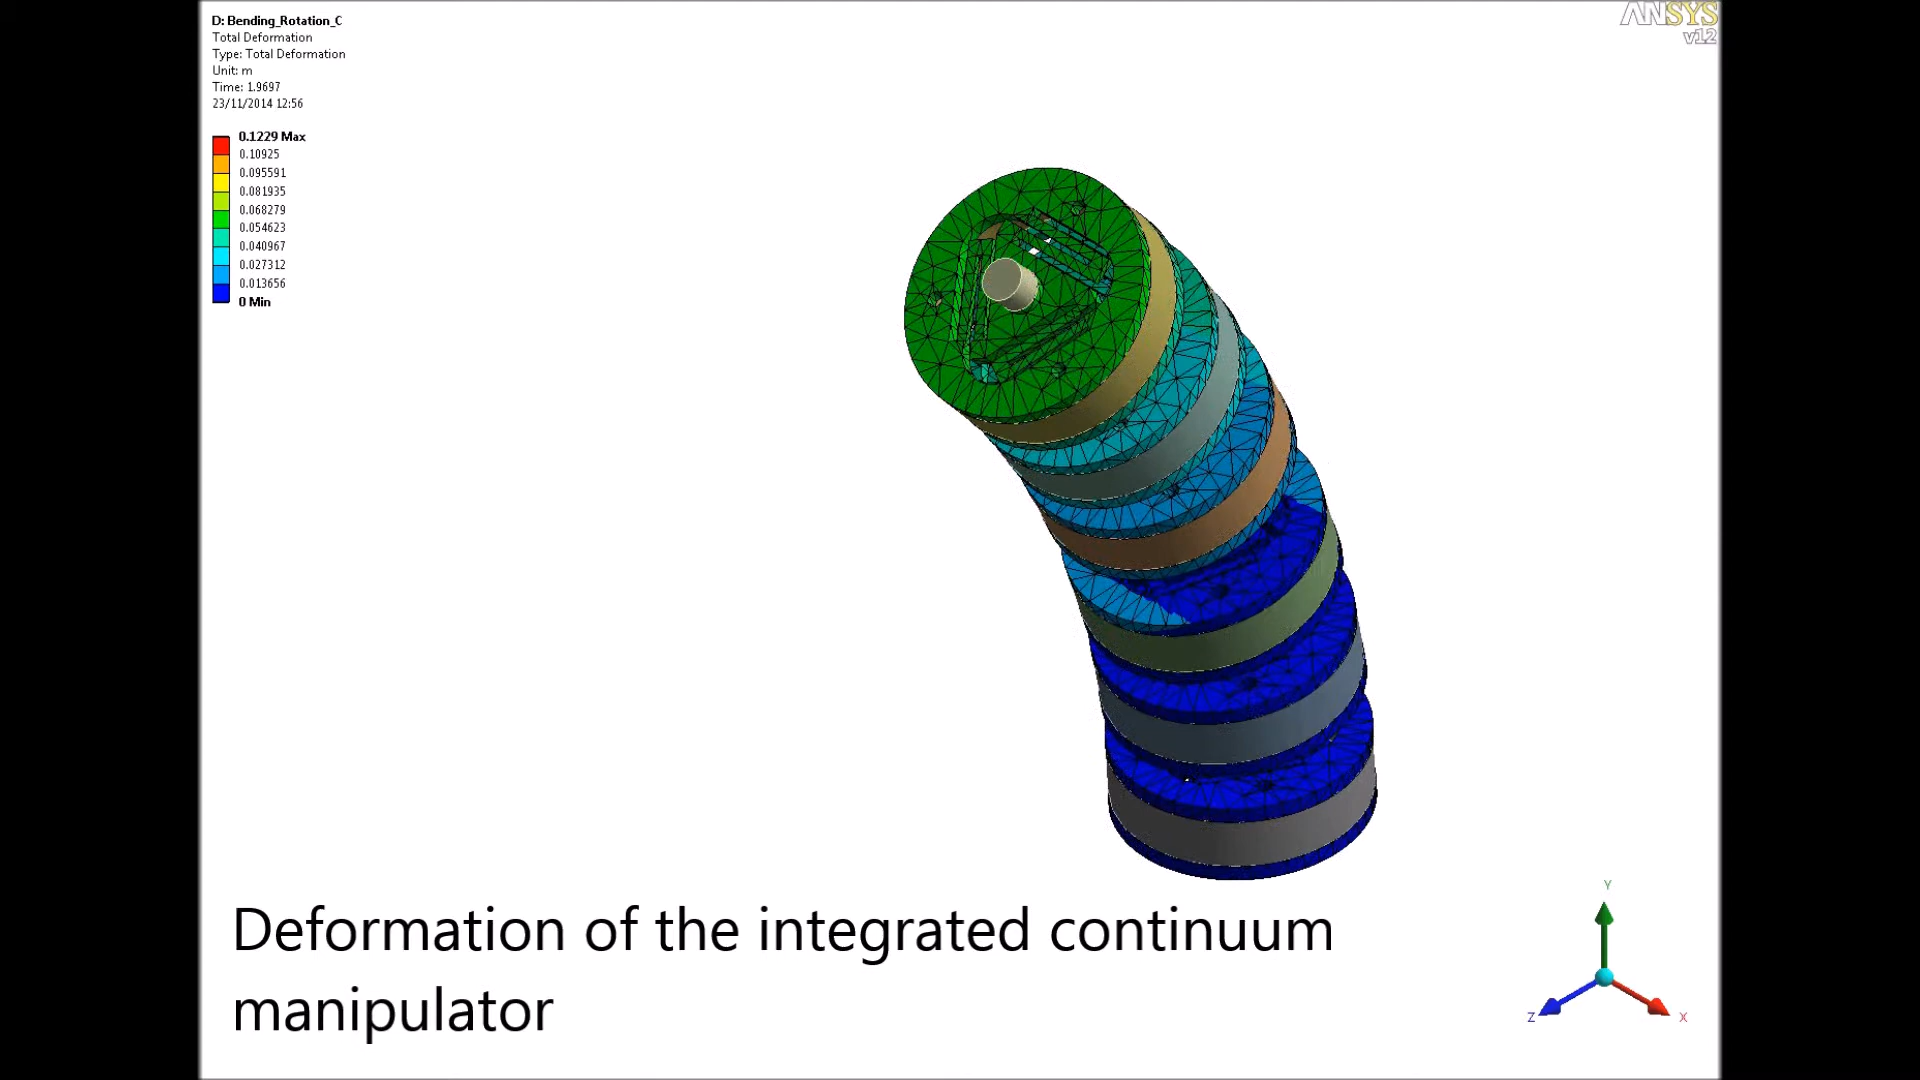 D: Bending_Rotation_C
Total Deformation
Type: Total Deformation
Unit: m
Time: 1.9697
23/11/2014 12:56
0.1229 Max
0.10925
0.095591
0.081935
0.068279
0.054623
0.040967
0.027312
0.013656
0 Min
ANSYS
v12
Deformation of the integrated continuum
manipulator
Y
Z
X